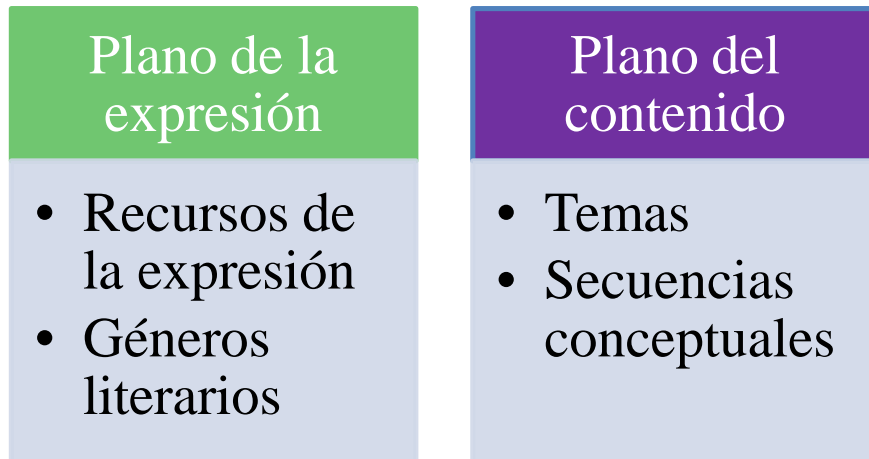 Plano de la
expresión
• Recursos de
la expresión
• Géneros
literarios
Plano del
contenido
• Temas
• Secuencias
conceptuales